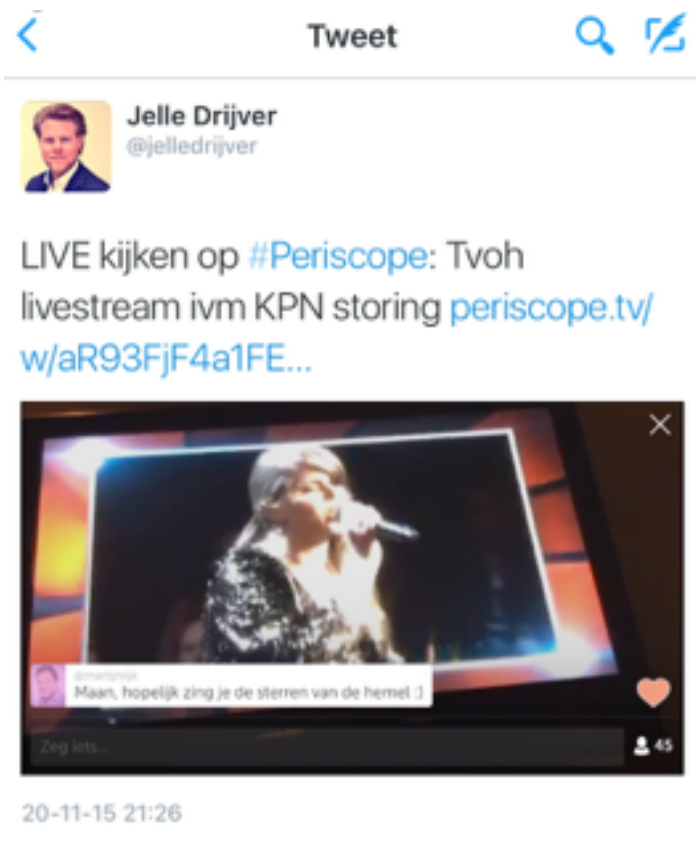 Tweet
Jelle Drijver
@jelledrijver
LIVE kijken op #Periscope: Tvoh
livestream ivm KPN storing periscope.tv/
w/aR93FjF4a1FE...
Maan, hopelijk zing je de sterren van de hemel :)
Zeg iets...
45
20-11-15 21:26